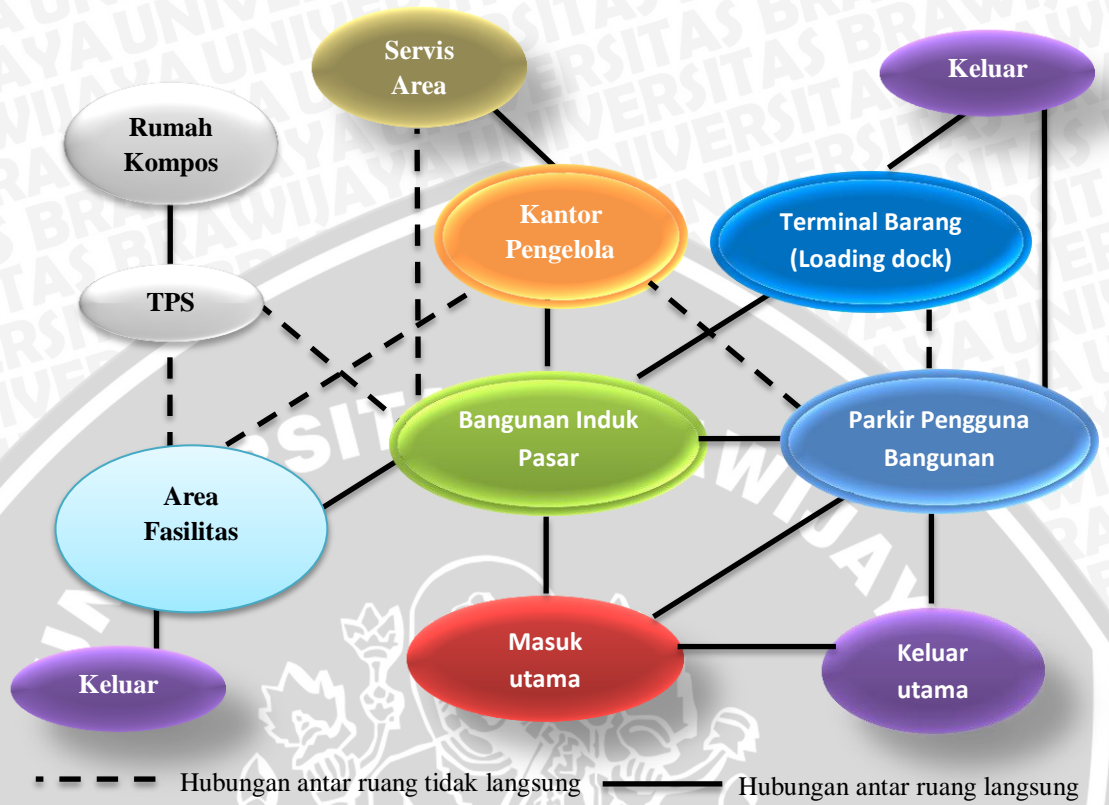 Servis
Area
Keluar
Rumah
Kompos
Kantor
Pengelola
Terminal Barang
(Loading dock)
TPS
Bangunan Induk
Pasar
Parkir Pengguna
Bangunan
Area
Fasilitas
Masuk
utama
Keluar
utama
Keluar
Hubungan antar ruang tidak langsung
Hubungan antar ruang langsung